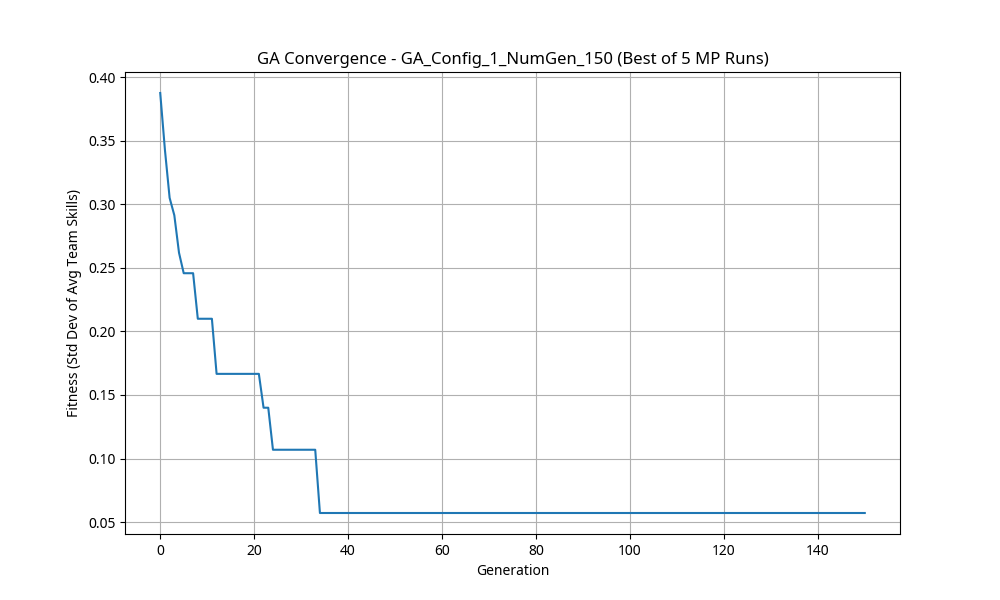 GA Convergence - GA_Config_1_NumGen_150 (Best of 5 MP Runs)
Fitness (Std Dev of Avg Team Skills)
0.40
0.35
0.30
0.25
0.20
0.15
0.10
0.05
0 20 40 60 80 100 120 140
Generation